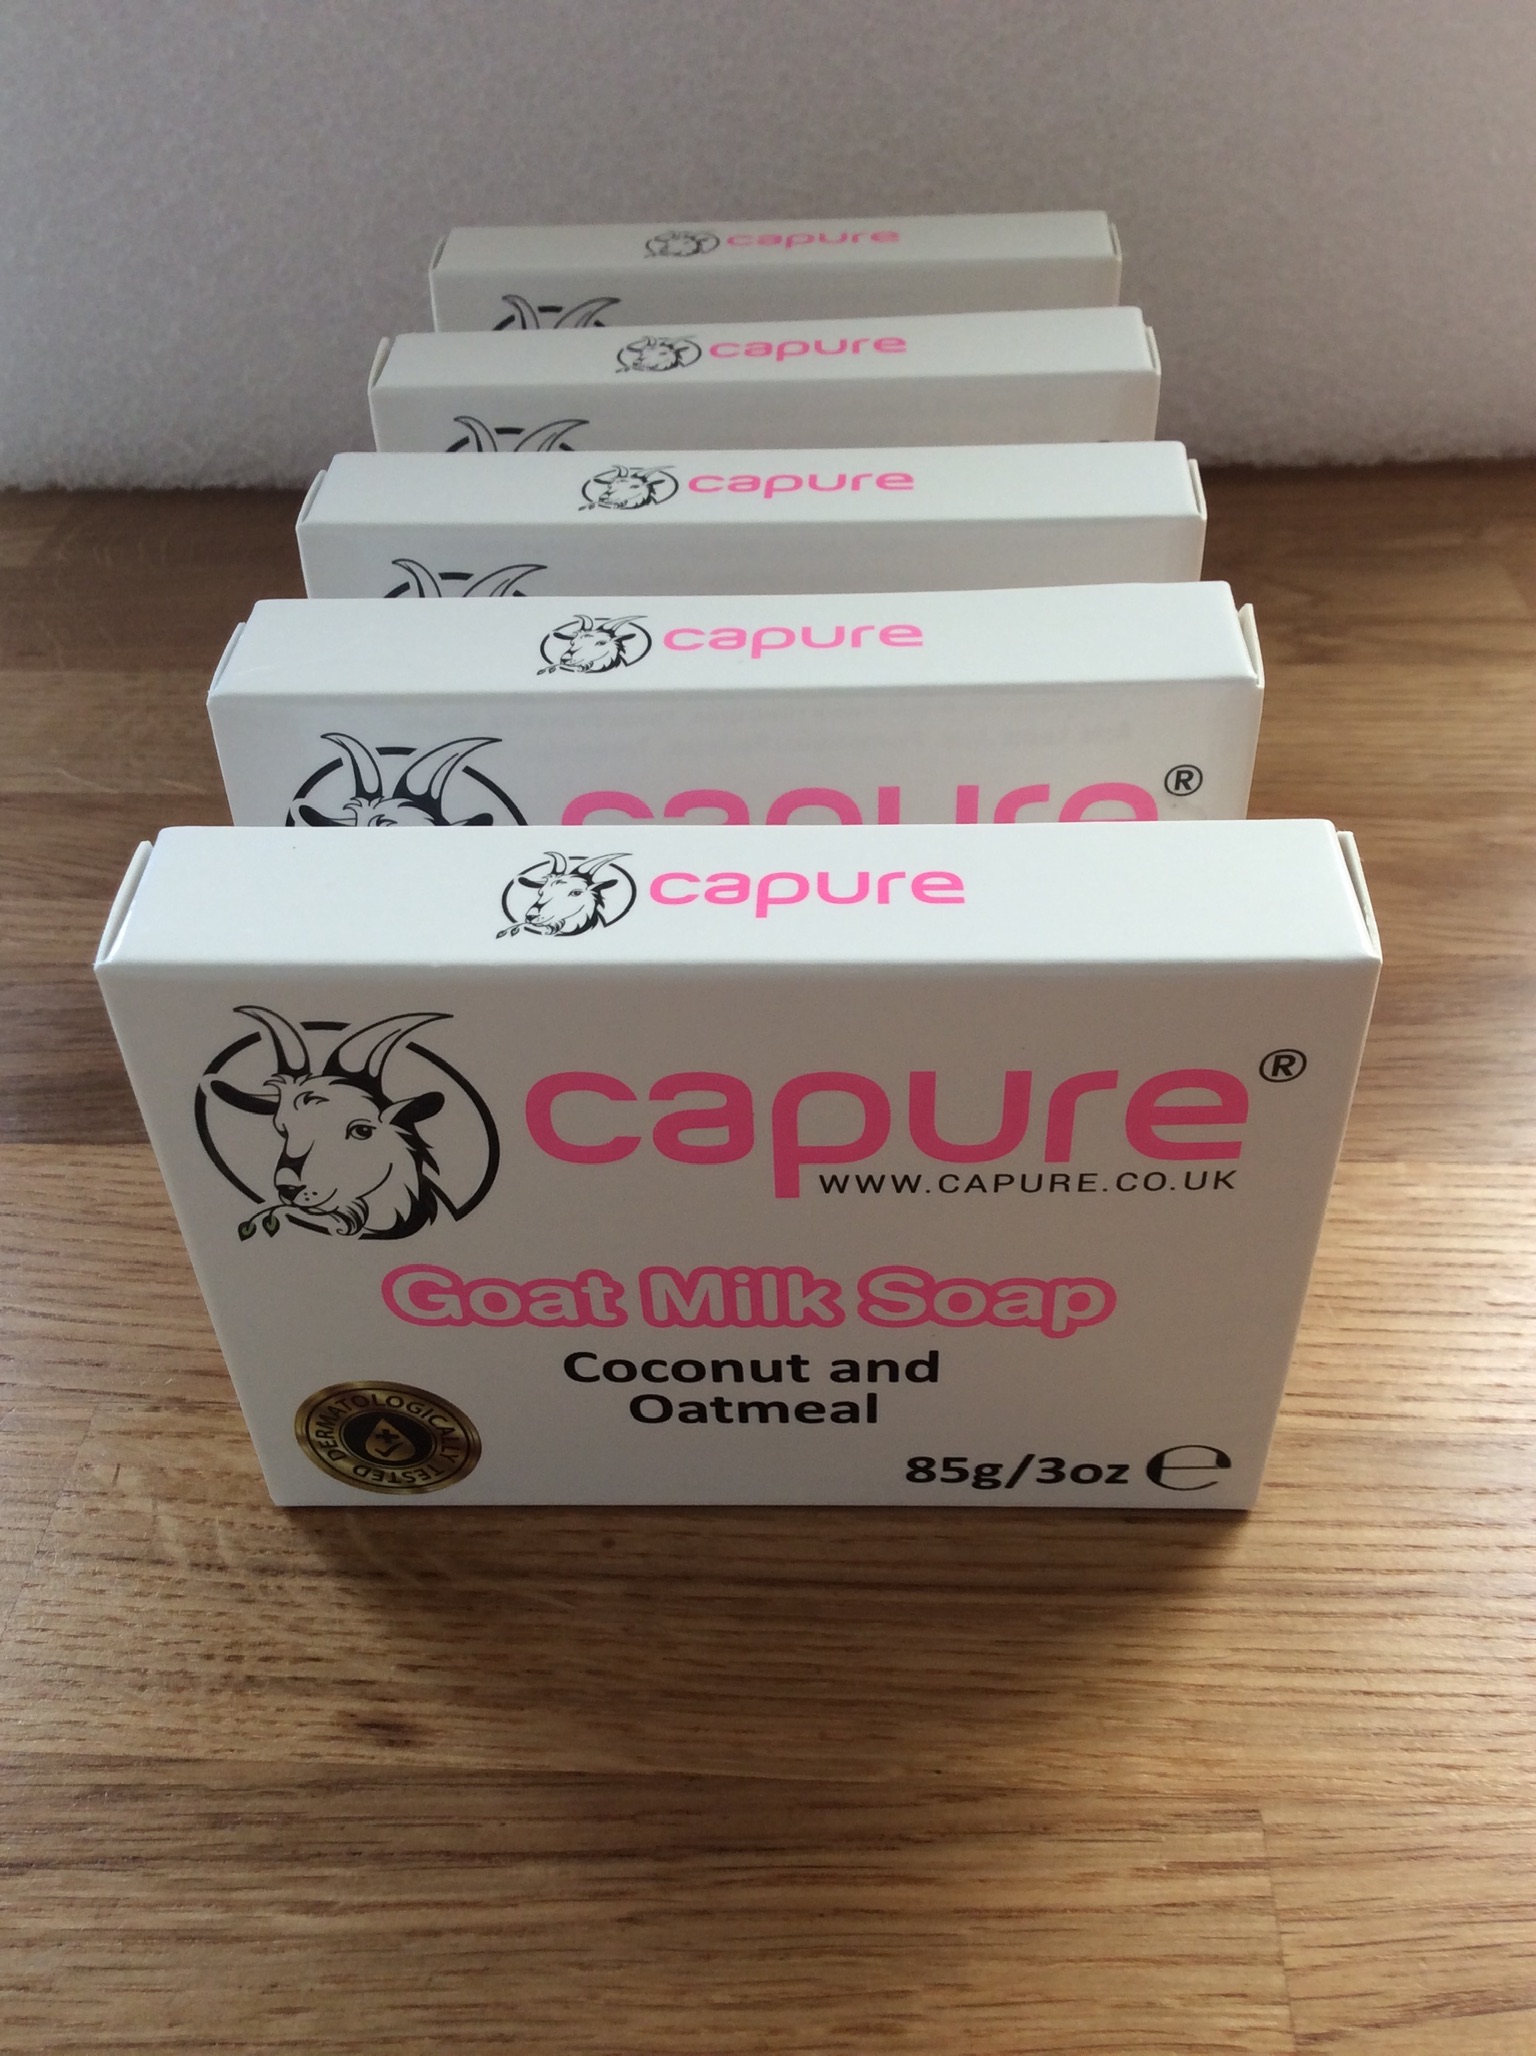 capure
capure
capure
capure
capure®
capure
capure®
WWW.CAPURE.CO.UK
Goat Milk Soap
Coconut and
Oatmeal
DERMATOLOGICALLY TESTED
85g/3oz ℮